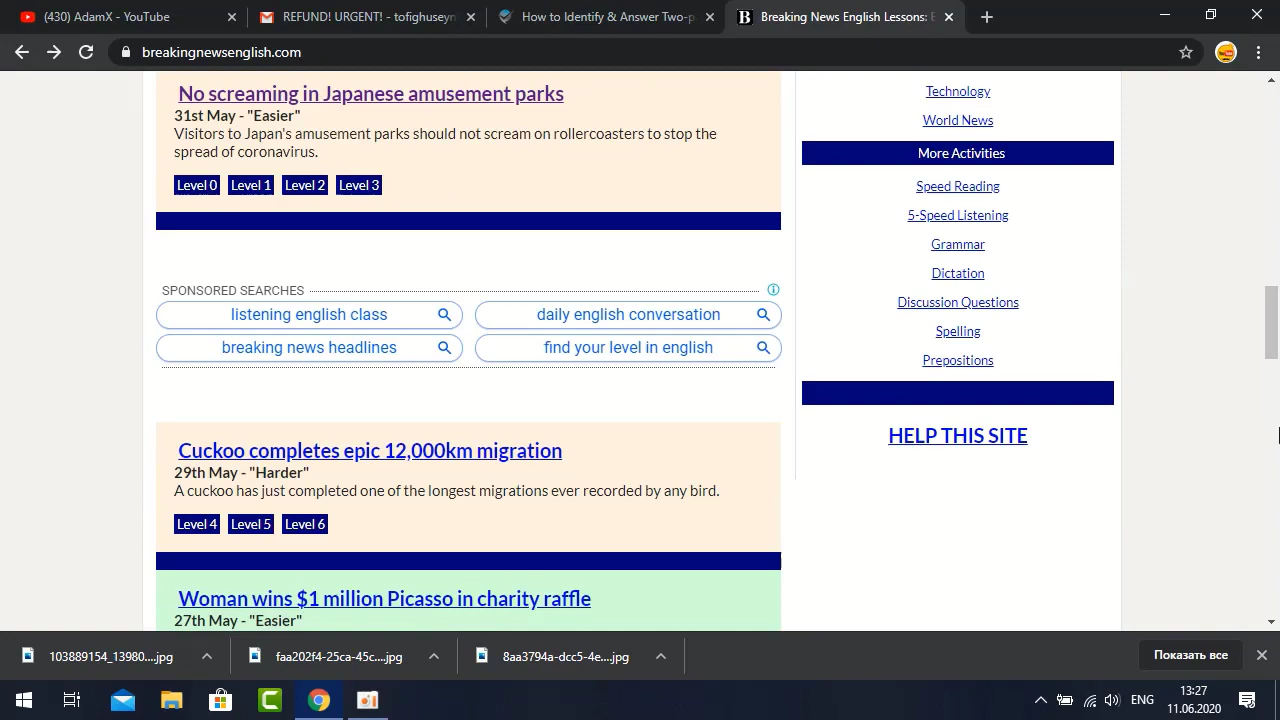 (430) AdamX - YouTube
REFUND! URGENT! - tofighuseyn
How to Identify & Answer Two-p
Breaking News English Lessons: E
breakingnewsenglish.com
No screaming in Japanese amusement parks
31st May - "Easier"
Visitors to Japan's amusement parks should not scream on rollercoasters to stop the
spread of coronavirus.
Level 0 Level 1 Level 2 Level 3
SPONSORED SEARCHES
listening english class
daily english conversation
breaking news headlines
find your level in english
Cuckoo completes epic 12,000km migration
29th May - "Harder"
A cuckoo has just completed one of the longest migrations ever recorded by any bird.
Level 4 Level 5 Level 6
Woman wins $1 million Picasso in charity raffle
27th May - "Easier"
Technology
World News
More Activities
Speed Reading
5-Speed Listening
Grammar
Dictation
Discussion Questions
Spelling
Prepositions
HELP THIS SITE
103889154_13980....jpg
faa202f4-25ca-45c....jpg
8aa3794a-dcc5-4e....jpg
Показать все
ENG
13:27
11.06.2020